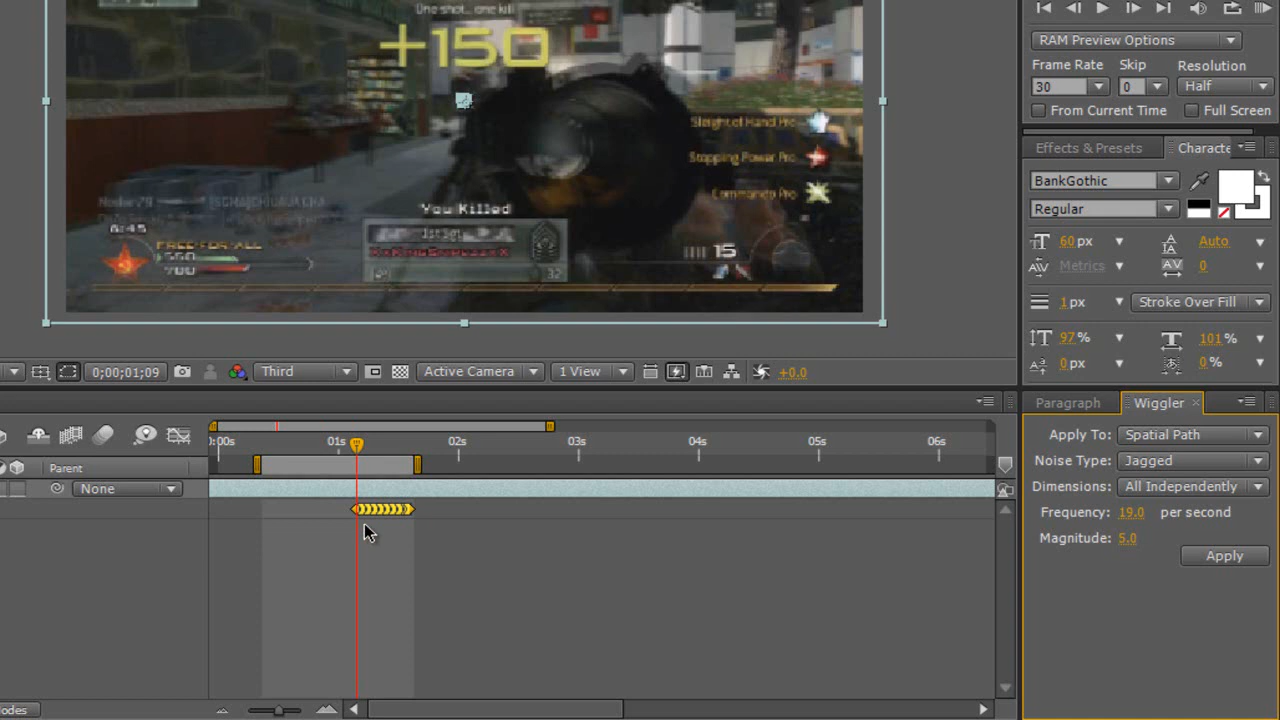 One shot... one kill
+150
RAM Preview Options
Frame Rate Skip Resolution
30 0 Half
From Current Time Full Screen
Sleight of Hand Pro
Stopping Power Pro
Commando Pro
Effects & Presets Characte
BankGothic
Regular
60 px Auto
Metrics 0
1 px Stroke Over Fill
97 % 101 %
0 px 0 %
You Killed
1stSgt
6:45
FREE-FOR-ALL
15
32
0;00;01;09 Third Active Camera 1 View +0.0
Paragraph Wiggler
Apply To: Spatial Path
Noise Type: Jagged
Dimensions: All Independently
Frequency: 19.0 per second
Magnitude: 5.0
Apply
:00s 01s 02s 03s 04s 05s 06s
Parent
None
odes